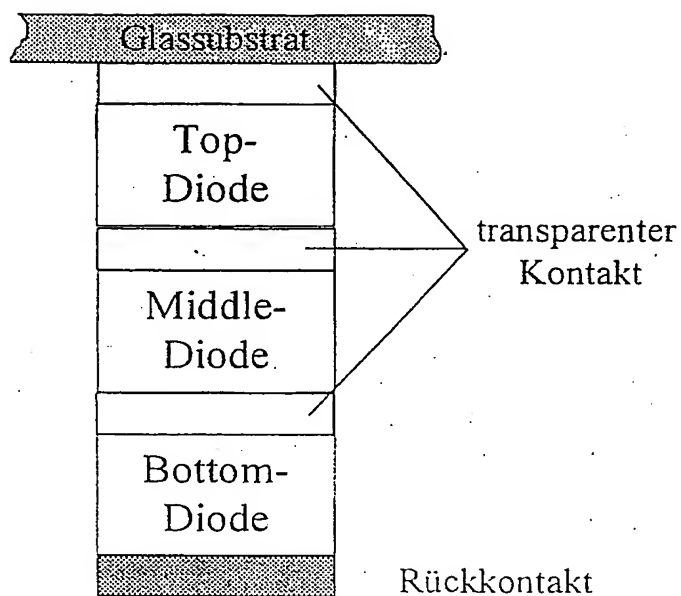 Glassubstrat
Top-
Diode
transparenter
Kontakt
Middle-
Diode
Bottom-
Diode
Rückkontakt